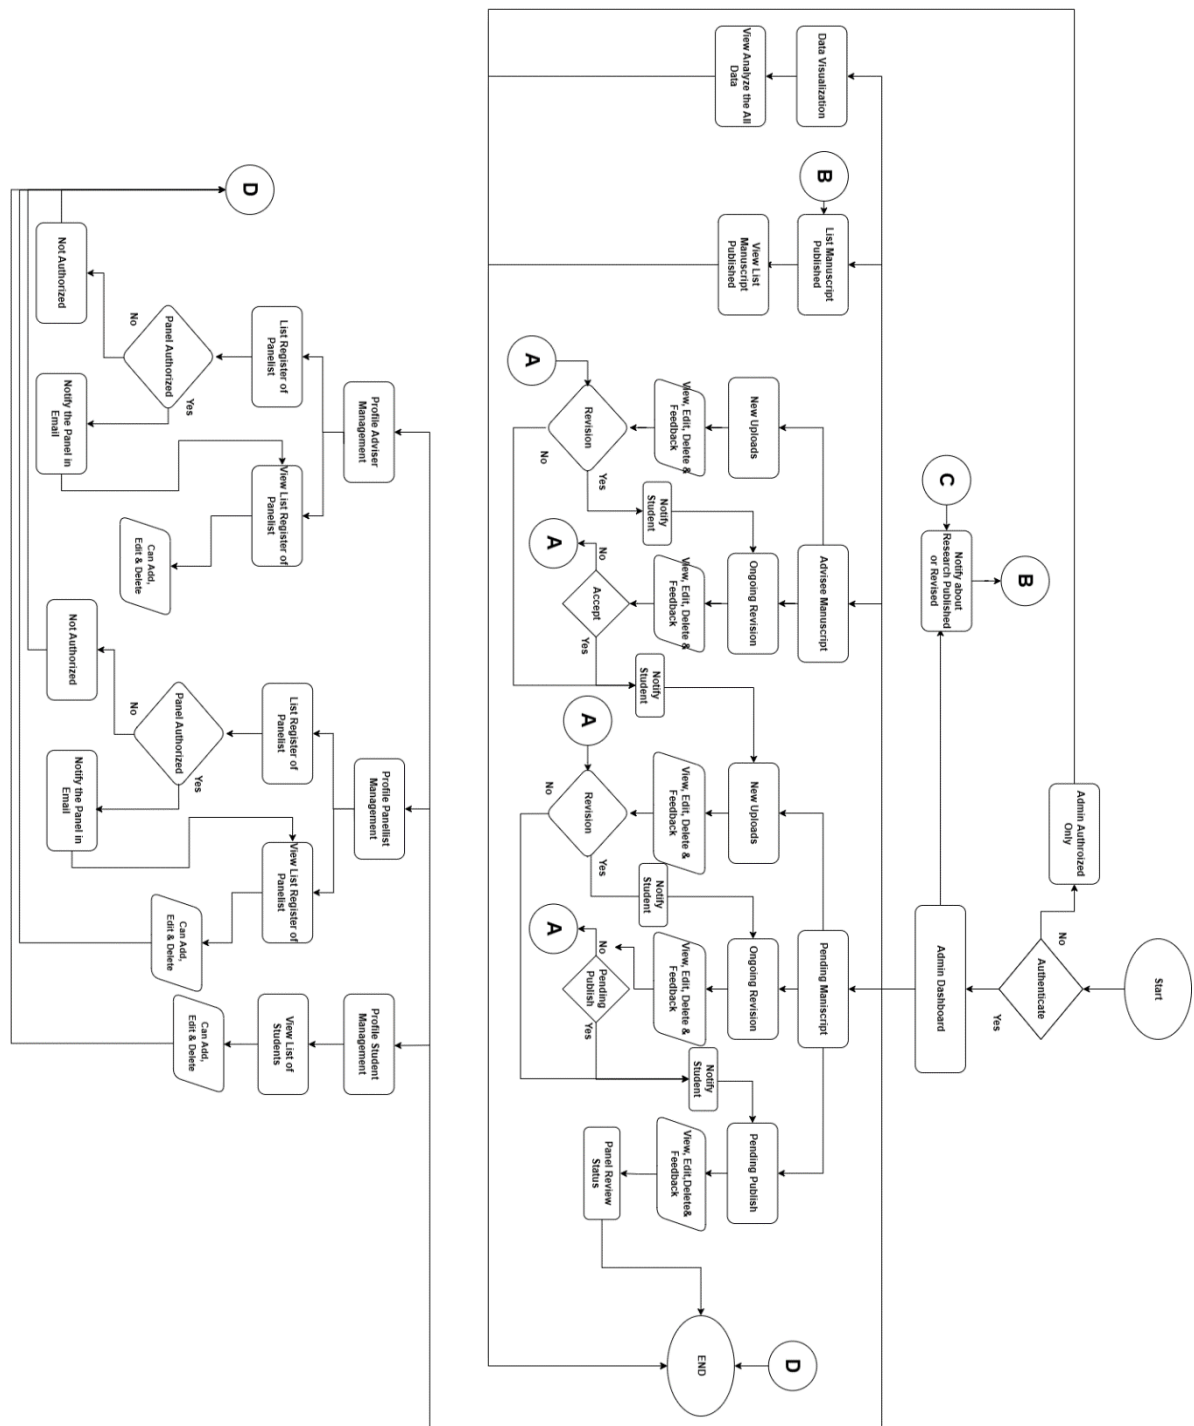 Start
Authenticate
No
Yes
Admin Authroized
Only
Admin Dashboard
C
Notify about
Research Published
or Revised
B
Data Visualization
View Analyze the All
Data
B
List Manuscript
Published
View List
Manuscript
Published
Advisee Manuscript
New Uploads
View, Edit, Delete &
Feedback
A
Revision
No
Yes
Notify
Student
Ongoing Revision
View, Edit, Delete &
Feedback
Accept
No
A
Yes
Notify
Student
Pending Maniscript
New Uploads
View, Edit, Delete &
Feedback
A
Revision
No
Yes
Notify
Student
Ongoing Revision
View, Edit, Delete &
Feedback
Pending
Publish
No
A
Yes
Notify
Student
Pending Publish
View, Edit,Delete&
Feedback
Panel Review
Status
END
D
D
Profile Adviser
Management
List Register of
Panelist
Panel Authorized
No
Yes
Not Authorized
Notify the Panel in
Email
View List Register of
Panelist
Can Add,
Edit & Delete
Profile Panellist
Management
List Register of
Panelist
Panel Authorized
No
Yes
Not Authorized
Notify the Panel in
Email
View List Register of
Panelist
Can Add,
Edit & Delete
Profile Student
Management
View List of
Students
Can Add,
Edit & Delete